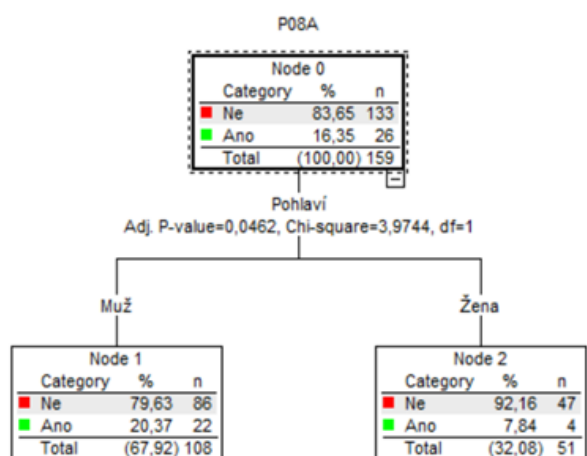 P08A
Node 0
Category % n
Ne 83,65 133
Ano 16,35 26
Total (100,00) 159
Pohlaví
Adj. P-value=0,0462, Chi-square=3,9744, df=1
Muž
Žena
Node 1
Category % n
Ne 79,63 86
Ano 20,37 22
Total (67,92) 108
Node 2
Category % n
Ne 92,16 47
Ano 7,84 4
Total (32,08) 51